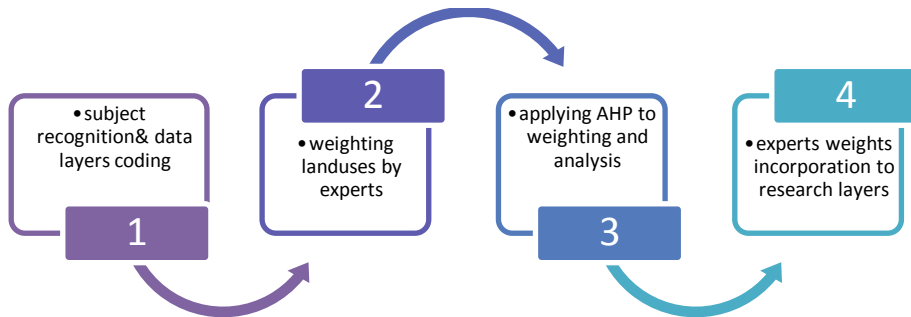 • subject
recognition& data
layers coding
1
2
• weighting
landuses by
experts
• applying AHP to
weighting and
analysis
3
4
• experts weights
incorporation to
research layers